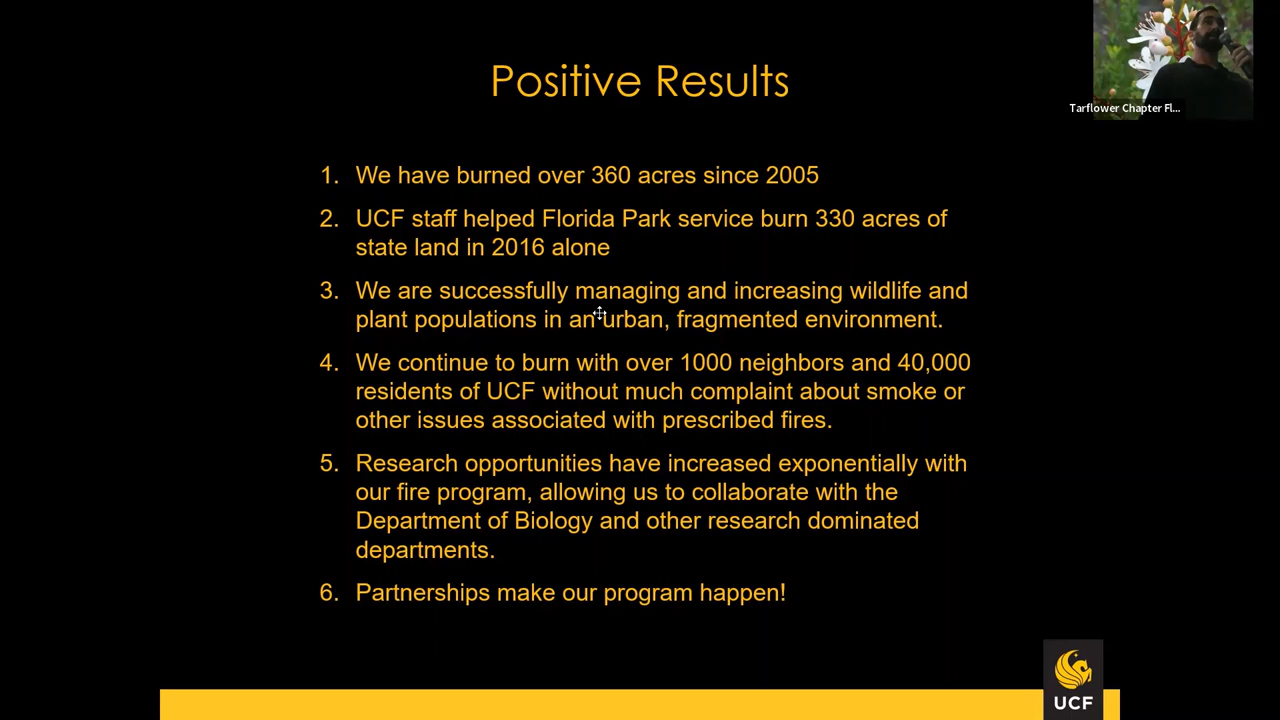 Positive Results
Tarflower Chapter Fl...
1. We have burned over 360 acres since 2005
2. UCF staff helped Florida Park service burn 330 acres of
state land in 2016 alone
3. We are successfully managing and increasing wildlife and
plant populations in an urban, fragmented environment.
4. We continue to burn with over 1000 neighbors and 40,000
residents of UCF without much complaint about smoke or
other issues associated with prescribed fires.
5. Research opportunities have increased exponentially with
our fire program, allowing us to collaborate with the
Department of Biology and other research dominated
departments.
6. Partnerships make our program happen!
UCF